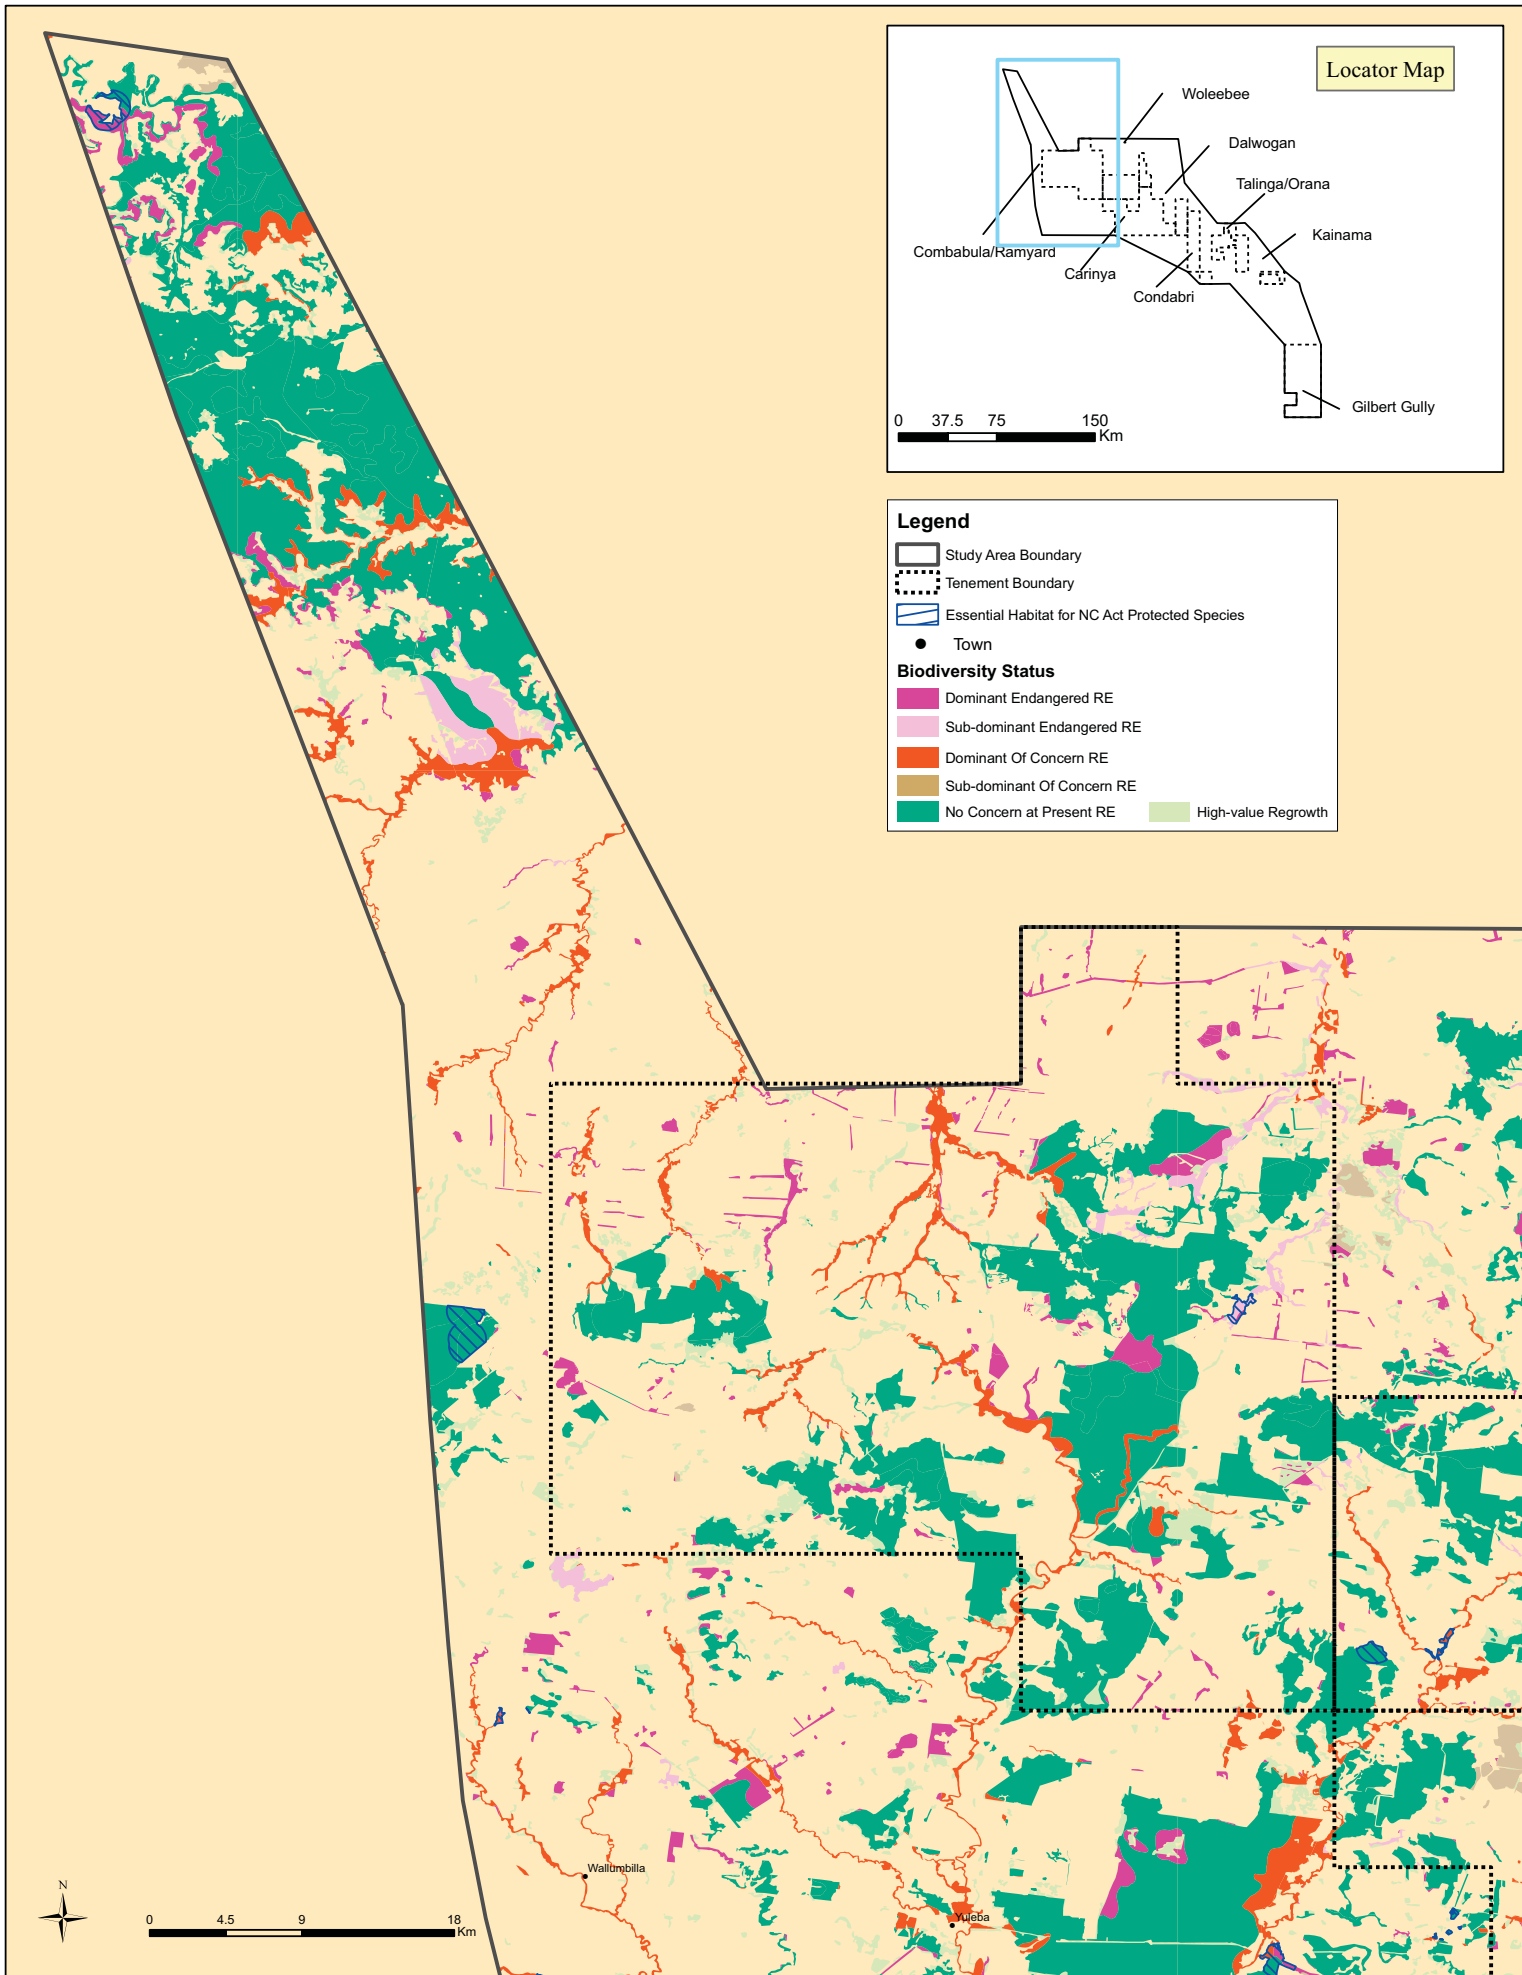 Locator Map
Woleebee
Dalwogan
Talinga/Orana
Kainama
Combabula/Ramyard
Carinya
Condabri
Gilbert Gully
0 37.5 75 150
Km
Legend
Study Area Boundary
Tenement Boundary
Essential Habitat for NC Act Protected Species
Town
Biodiversity Status
Dominant Endangered RE
Sub-dominant Endangered RE
Dominant Of Concern RE
Sub-dominant Of Concern RE
No Concern at Present RE High-value Regrowth
Wallumbilla
Yuleba
N
0 4.5 9 18
Km